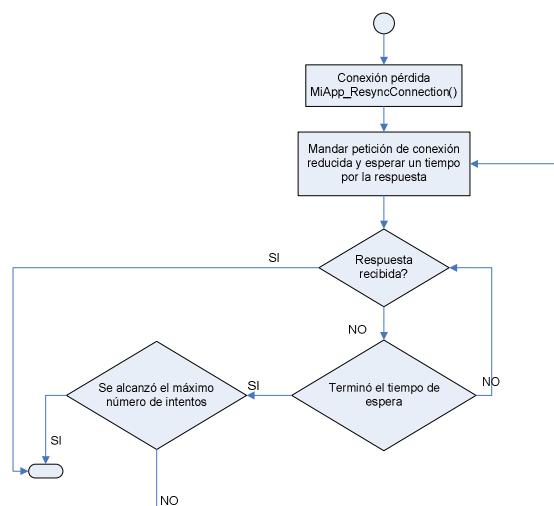 Conexión pérdida
MiApp_ResyncConnection()
Mandar petición de conexión
reducida y esperar un tiempo
por la respuesta
SI
Respuesta
recibida?
NO
Se alcanzó el máximo
número de intentos
SI
Terminó el tiempo de
espera
NO
SI
NO